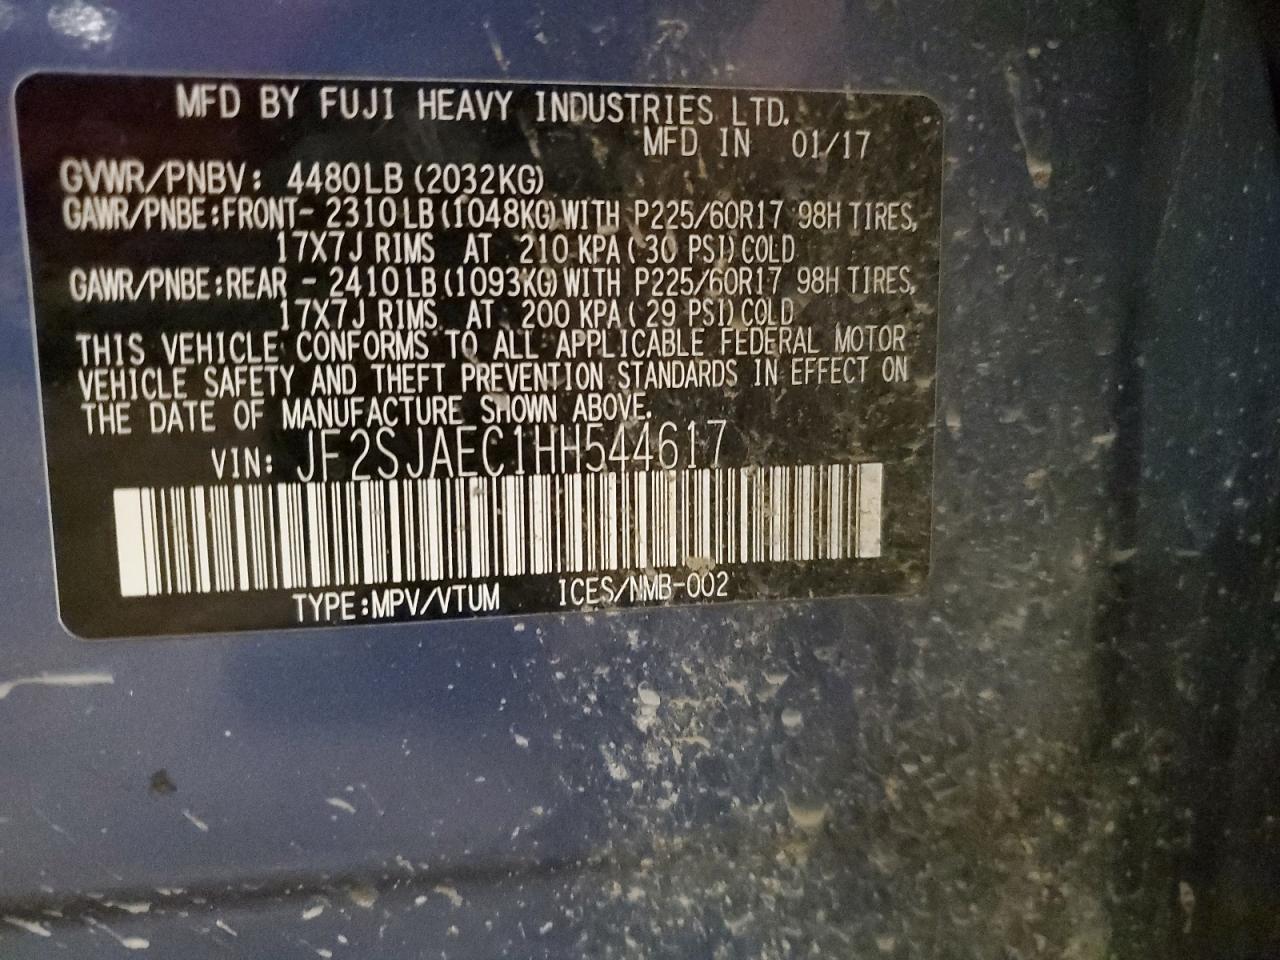 MFD BY FUJI HEAVY INDUSTRIES LTD.
MFD IN 01/17
GVWR/PNBV: 4480LB (2032KG)
GAWR/PNBE:FRONT- 2310LB(1048KG)WITH P225/60R17 98H TIRES,
17X7J RIMS AT 210 KPA(30 PSI)COLD
GAWR/PNBE:REAR - 2410LB(1093KG)WITH P225/60R17 98H TIRES,
17X7J RIMS AT 200 KPA(29 PSI)COLD
THIS VEHICLE CONFORMS TO ALL APPLICABLE FEDERAL MOTOR
VEHICLE SAFETY AND THEFT PREVENTION STANDARDS IN EFFECT ON
THE DATE OF MANUFACTURE SHOWN ABOVE.
VIN: JF2SJAEC1HH544617
TYPE:MPV/VTUM ICES/NMB-002